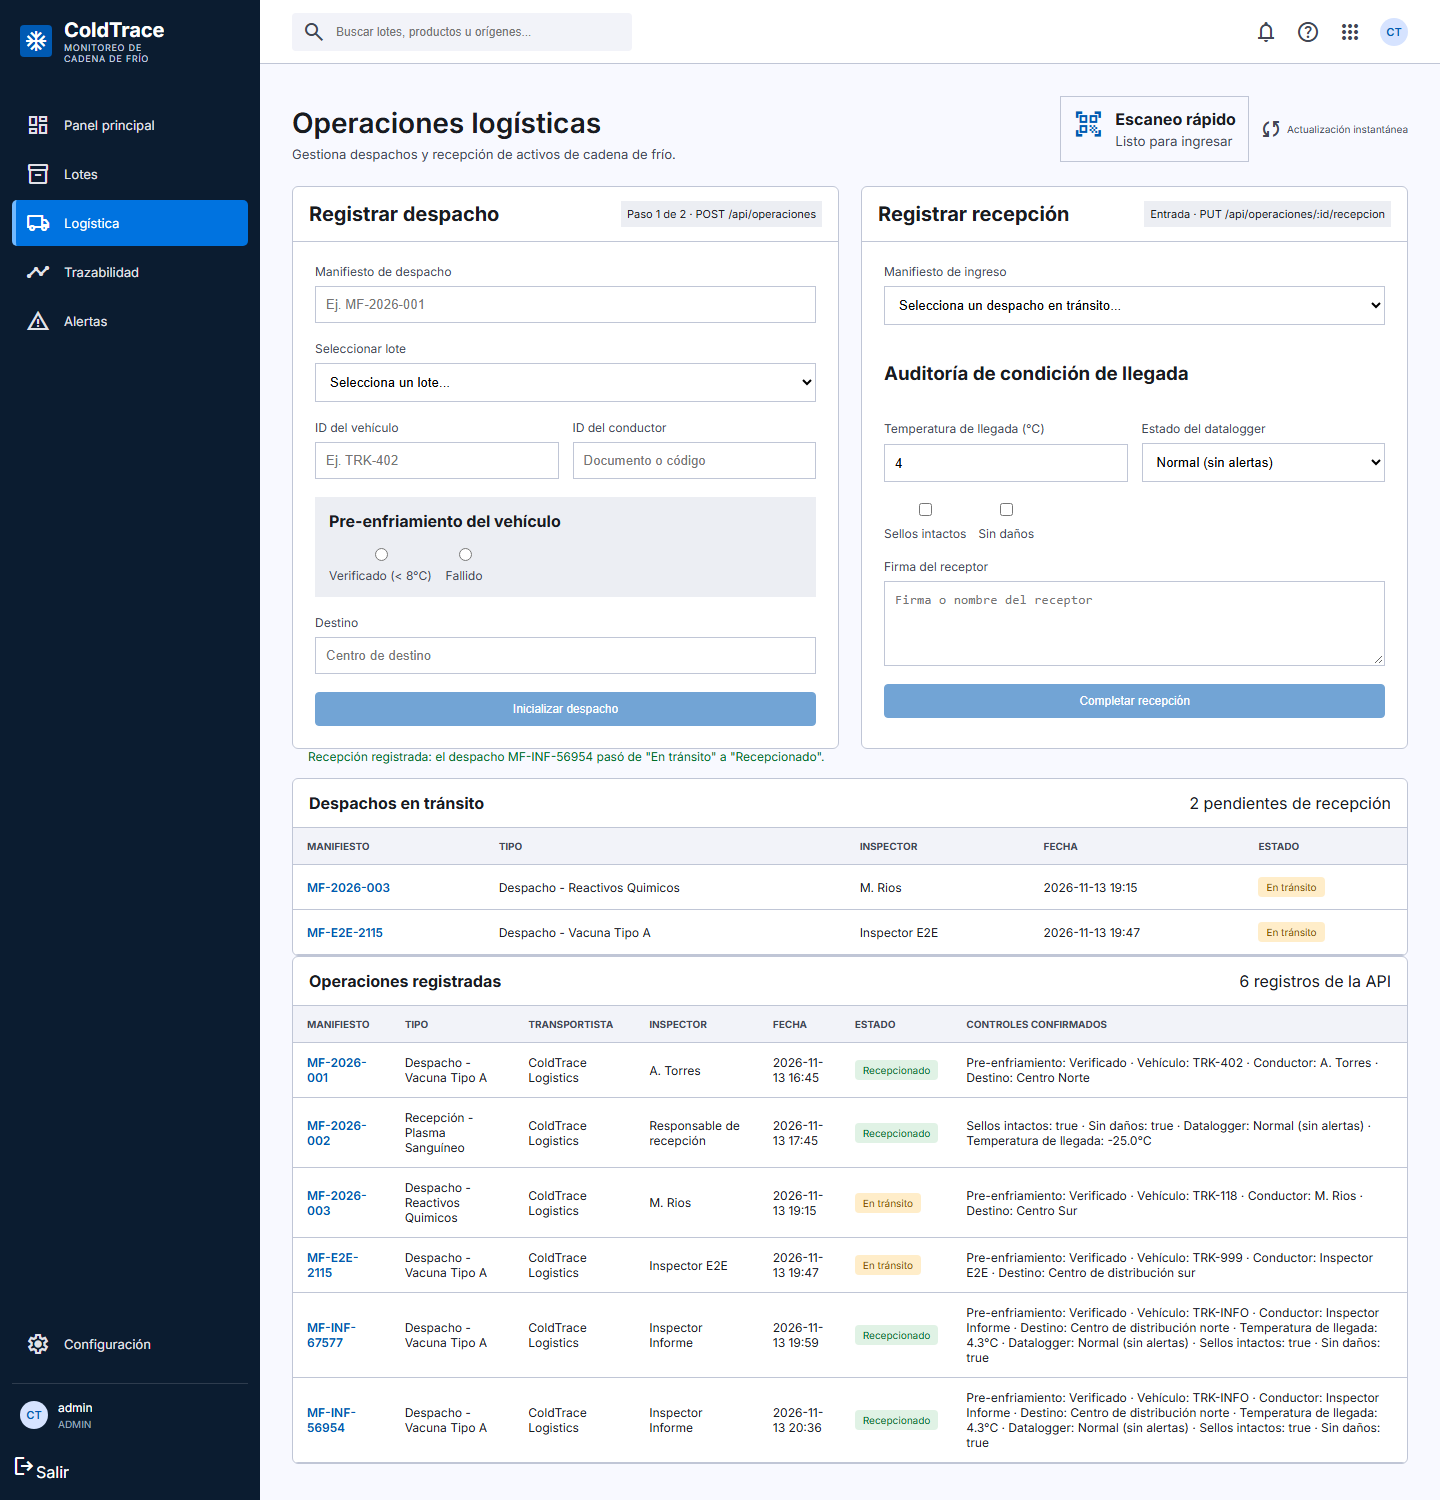 ColdTrace
MONITOREO DE
CADENA DE FRÍO
Panel principal
Lotes
Logística
Trazabilidad
Alertas
Configuración
CT
admin
ADMIN
Salir
Buscar lotes, productos u orígenes...
CT
Operaciones logísticas
Gestiona despachos y recepción de activos de cadena de frío.
Escaneo rápido
Listo para ingresar
Actualización instantánea
Registrar despacho
Paso 1 de 2 · POST /api/operaciones
Manifiesto de despacho
Ej. MF-2026-001
Seleccionar lote
Selecciona un lote...
ID del vehículo
ID del conductor
Ej. TRK-402
Documento o código
Pre-enfriamiento del vehículo
Verificado (< 8°C)
Fallido
Destino
Centro de destino
Inicializar despacho
Registrar recepción
Entrada · PUT /api/operaciones/:id/recepcion
Manifiesto de ingreso
Selecciona un despacho en tránsito...
Auditoría de condición de llegada
Temperatura de llegada (°C)
Estado del datalogger
4
Normal (sin alertas)
Sellos intactos
Sin daños
Firma del receptor
Firma o nombre del receptor
Completar recepción
Recepción registrada: el despacho MF-INF-56954 pasó de "En tránsito" a "Recepcionado".
Despachos en tránsito
2 pendientes de recepción
MANIFIESTO TIPO INSPECTOR FECHA ESTADO
MF-2026-003 Despacho - Reactivos Quimicos M. Rios 2026-11-13 19:15 En tránsito
MF-E2E-2115 Despacho - Vacuna Tipo A Inspector E2E 2026-11-13 19:47 En tránsito
Operaciones registradas
6 registros de la API
MANIFIESTO TIPO TRANSPORTISTA INSPECTOR FECHA ESTADO CONTROLES CONFIRMADOS
MF-2026-
001
Despacho -
Vacuna Tipo A
ColdTrace
Logistics
A. Torres
2026-11-
13 16:45
Recepcionado
Pre-enfriamiento: Verificado · Vehículo: TRK-402 · Conductor: A. Torres ·
Destino: Centro Norte
MF-2026-
002
Recepción -
Plasma
Sanguíneo
ColdTrace
Logistics
Responsable de
recepción
2026-11-
13 17:45
Recepcionado
Sellos intactos: true · Sin daños: true · Datalogger: Normal (sin alertas) ·
Temperatura de llegada: -25.0°C
MF-2026-
003
Despacho -
Reactivos
Quimicos
ColdTrace
Logistics
M. Rios
2026-11-
13 19:15
En tránsito
Pre-enfriamiento: Verificado · Vehículo: TRK-118 · Conductor: M. Rios ·
Destino: Centro Sur
MF-E2E-
2115
Despacho -
Vacuna Tipo A
ColdTrace
Logistics
Inspector E2E
2026-11-
13 19:47
En tránsito
Pre-enfriamiento: Verificado · Vehículo: TRK-999 · Conductor: Inspector
E2E · Destino: Centro de distribución sur
MF-INF-
67577
Despacho -
Vacuna Tipo A
ColdTrace
Logistics
Inspector
Informe
2026-11-
13 19:59
Recepcionado
Pre-enfriamiento: Verificado · Vehículo: TRK-INFO · Conductor: Inspector
Informe · Destino: Centro de distribución norte · Temperatura de llegada:
4.3°C · Datalogger: Normal (sin alertas) · Sellos intactos: true · Sin daños:
true
MF-INF-
56954
Despacho -
Vacuna Tipo A
ColdTrace
Logistics
Inspector
Informe
2026-11-
13 20:36
Recepcionado
Pre-enfriamiento: Verificado · Vehículo: TRK-INFO · Conductor: Inspector
Informe · Destino: Centro de distribución norte · Temperatura de llegada:
4.3°C · Datalogger: Normal (sin alertas) · Sellos intactos: true · Sin daños:
true